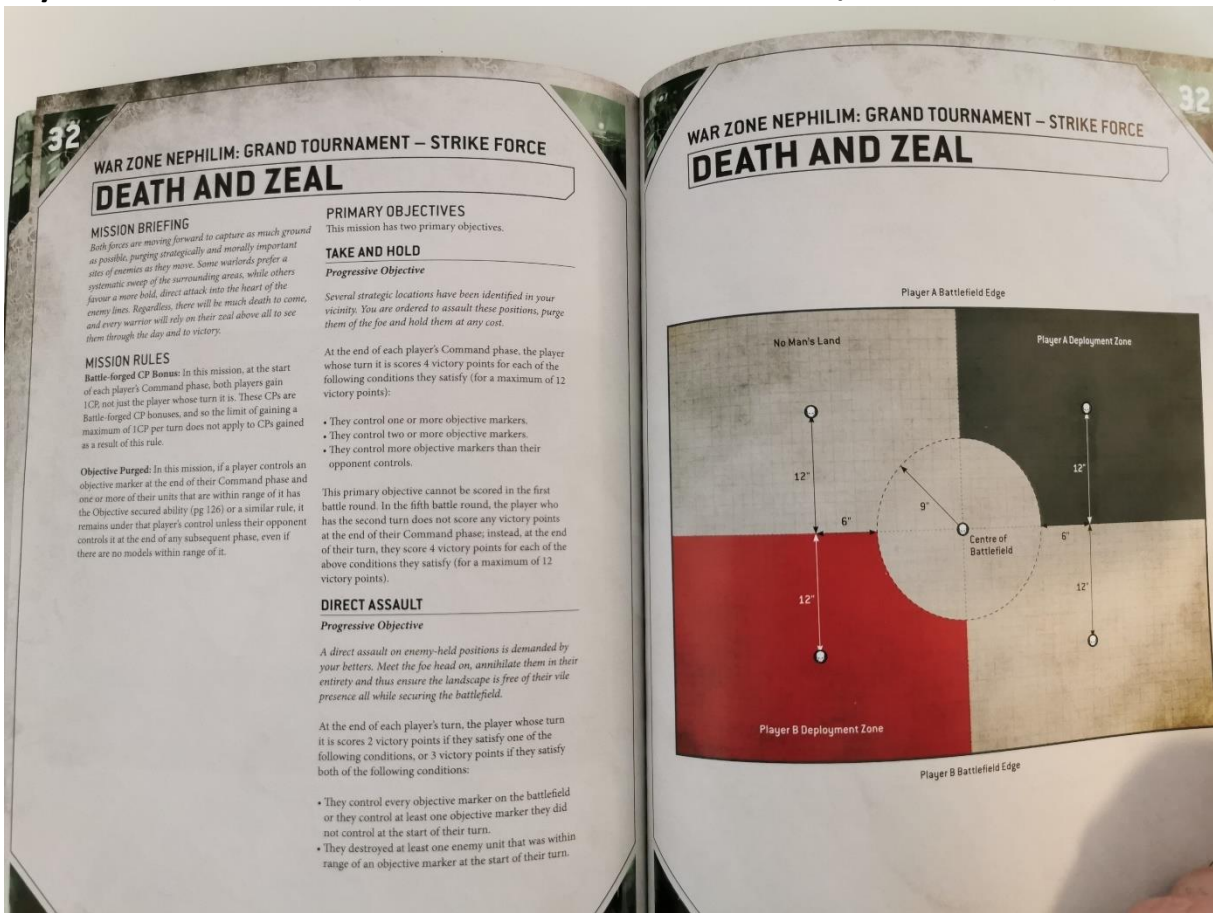 32
WAR ZONE NEPHILIM: GRAND TOURNAMENT – STRIKE FORCE
DEATH AND ZEAL
MISSION BRIEFING
Both forces are moving forward to capture as much ground
as possible, purging strategically and morally important
sites of enemies as they move. Some warlords prefer a
systematic sweep of the surrounding areas, while others
favour a more bold, direct attack into the heart of the
enemy lines. Regardless, there will be much death to come,
and every warrior will rely on their zeal above all to see
them through the day and to victory.
MISSION RULES
Battle-forged CP Bonus: In this mission, at the start
of each player's Command phase, both players gain
1CP, not just the player whose turn it is. These CPs are
Battle-forged CP bonuses, and so the limit of gaining a
maximum of 1CP per turn does not apply to CPs gained
as a result of this rule.
Objective Purged: In this mission, if a player controls an
objective marker at the end of their Command phase and
one or more of their units that are within range of it has
the Objective secured ability (pg 126) or a similar rule, it
remains under that player's control unless their opponent
controls it at the end of any subsequent phase, even if
there are no models within range of it.
PRIMARY OBJECTIVES
This mission has two primary objectives.
TAKE AND HOLD
Progressive Objective
Several strategic locations have been identified in your
vicinity. You are ordered to assault these positions, purge
them of the foe and hold them at any cost.
At the end of each player's Command phase, the player
whose turn it is scores 4 victory points for each of the
following conditions they satisfy (for a maximum of 12
victory points):
• They control one or more objective markers.
• They control two or more objective markers.
• They control more objective markers than their
opponent controls.
This primary objective cannot be scored in the first
battle round. In the fifth battle round, the player who
has the second turn does not score any victory points
at the end of their Command phase; instead, at the end
of their turn, they score 4 victory points for each of the
above conditions they satisfy (for a maximum of 12
victory points).
DIRECT ASSAULT
Progressive Objective
A direct assault on enemy-held positions is demanded by
your betters. Meet the foe head on, annihilate them in their
entirety and thus ensure the landscape is free of their vile
presence all while securing the battlefield.
At the end of each player's turn, the player whose turn
it is scores 2 victory points if they satisfy one of the
following conditions, or 3 victory points if they satisfy
both of the following conditions:
• They control every objective marker on the battlefield
or they control at least one objective marker they did
not control at the start of their turn.
• They destroyed at least one enemy unit that was within
range of an objective marker at the start of their turn.
32
WAR ZONE NEPHILIM: GRAND TOURNAMENT – STRIKE FORCE
DEATH AND ZEAL
Player A Battlefield Edge
No Man's Land
Player A Deployment Zone
12"
12"
9"
6"
6"
Centre of
Battlefield
12"
12"
Player B Deployment Zone
Player B Battlefield Edge